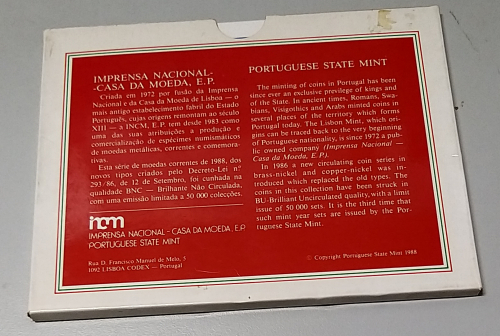 IMPRENSA NACIONAL-
-CASA DA MOEDA, E.P.
Criada em 1972 por fusão da Imprensa
Nacional e da Casa da Moeda de Lisboa — o
mais antigo estabelecimento fabril do Estado
Português, cujas origens remontam ao século
XIII — a INCM, E.P. tem desde 1983 como
uma das suas atribuições a produção e
comercialização de espécimes numismáticos
de moedas metálicas, correntes e comemora-
tivas.
Esta série de moedas correntes de 1988, dos
novos tipos criados pelo Decreto-Lei nº
293/86, de 12 de Setembro, foi cunhada na
qualidade BNC — Brilhante Não Circulada,
com uma emissão limitada a 50 000 colecções.
incm
IMPRENSA NACIONAL - CASA DA MOEDA, E.P.
PORTUGUESE STATE MINT
Rua D. Francisco Manuel de Melo, 5
1092 LISBOA CODEX — Portugal
PORTUGUESE STATE MINT
The minting of coins in Portugal has been
since ever an exclusive previlege of kings and
of the State. In ancient times, Romans, Swa-
bians, Visigothics and Arabs minted coins in
several places of the territory which forms
Portugal today. The Lisbon Mint, which ori-
gins can be traced back to the very beginning
of Portuguese nationality, is since 1972 a pu-
blic owned company (Imprensa Nacional —
Casa da Moeda, E.P.).
In 1986 a new circulating coin series in
brass-nickel and copper-nickel was in-
troduced which replaced the old types. The
coins in this collection have been struck in
BU-Brilliant Uncirculated quality, with a limit
issue of 50 000 sets. It is the third time that
such mint year sets are issued by the Por-
tuguese State Mint.
© Copyright Portuguese State Mint 1988